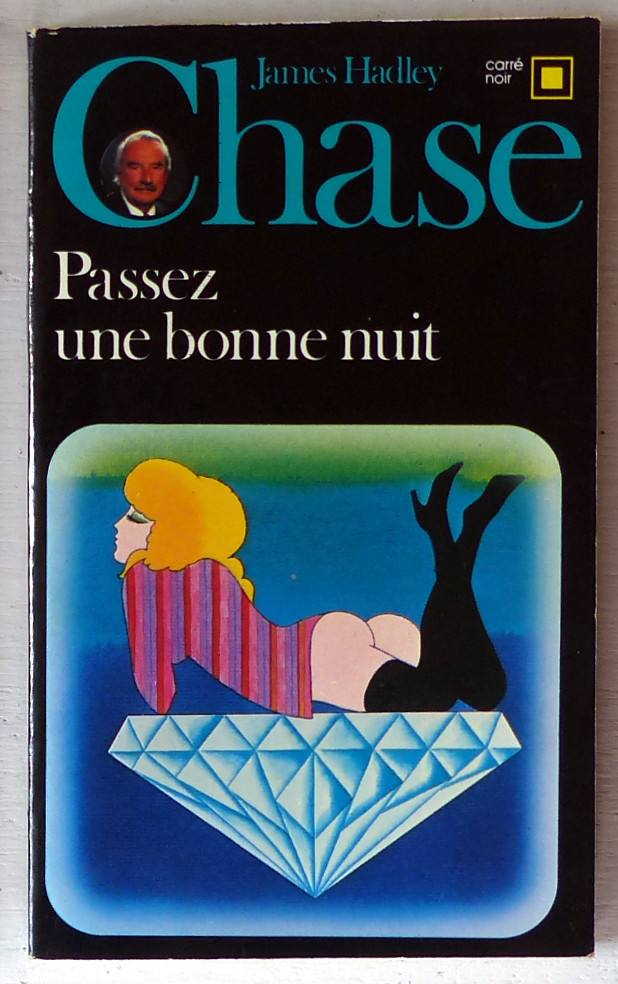 James Hadley
Chase
carré
noir
Passez
une bonne nuit